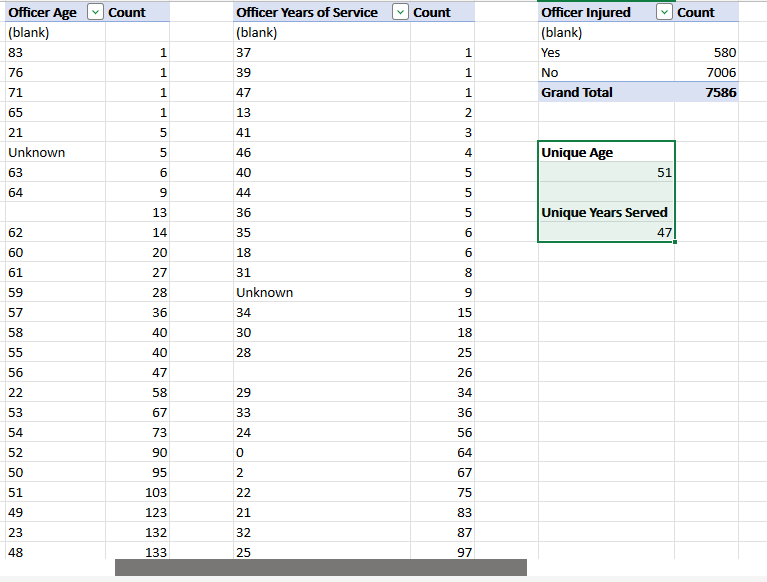 Officer Age Count Officer Years of Service Count Officer Injured Count
(blank) (blank) (blank)
83 1 37 1 Yes 580
76 1 39 1 No 7006
71 1 47 1 Grand Total 7586
65 1 13 2
21 5 41 3
Unknown 5 46 4 Unique Age
63 6 40 5 51
64 9 44 5
13 36 5 Unique Years Served
62 14 35 6 47
60 20 18 6
61 27 31 8
59 28 Unknown 9
57 36 34 15
58 40 30 18
55 40 28 25
56 47 26
22 58 29 34
53 67 33 36
54 73 24 56
52 90 0 64
50 95 2 67
51 103 22 75
49 123 21 83
23 132 32 87
48 133 25 97